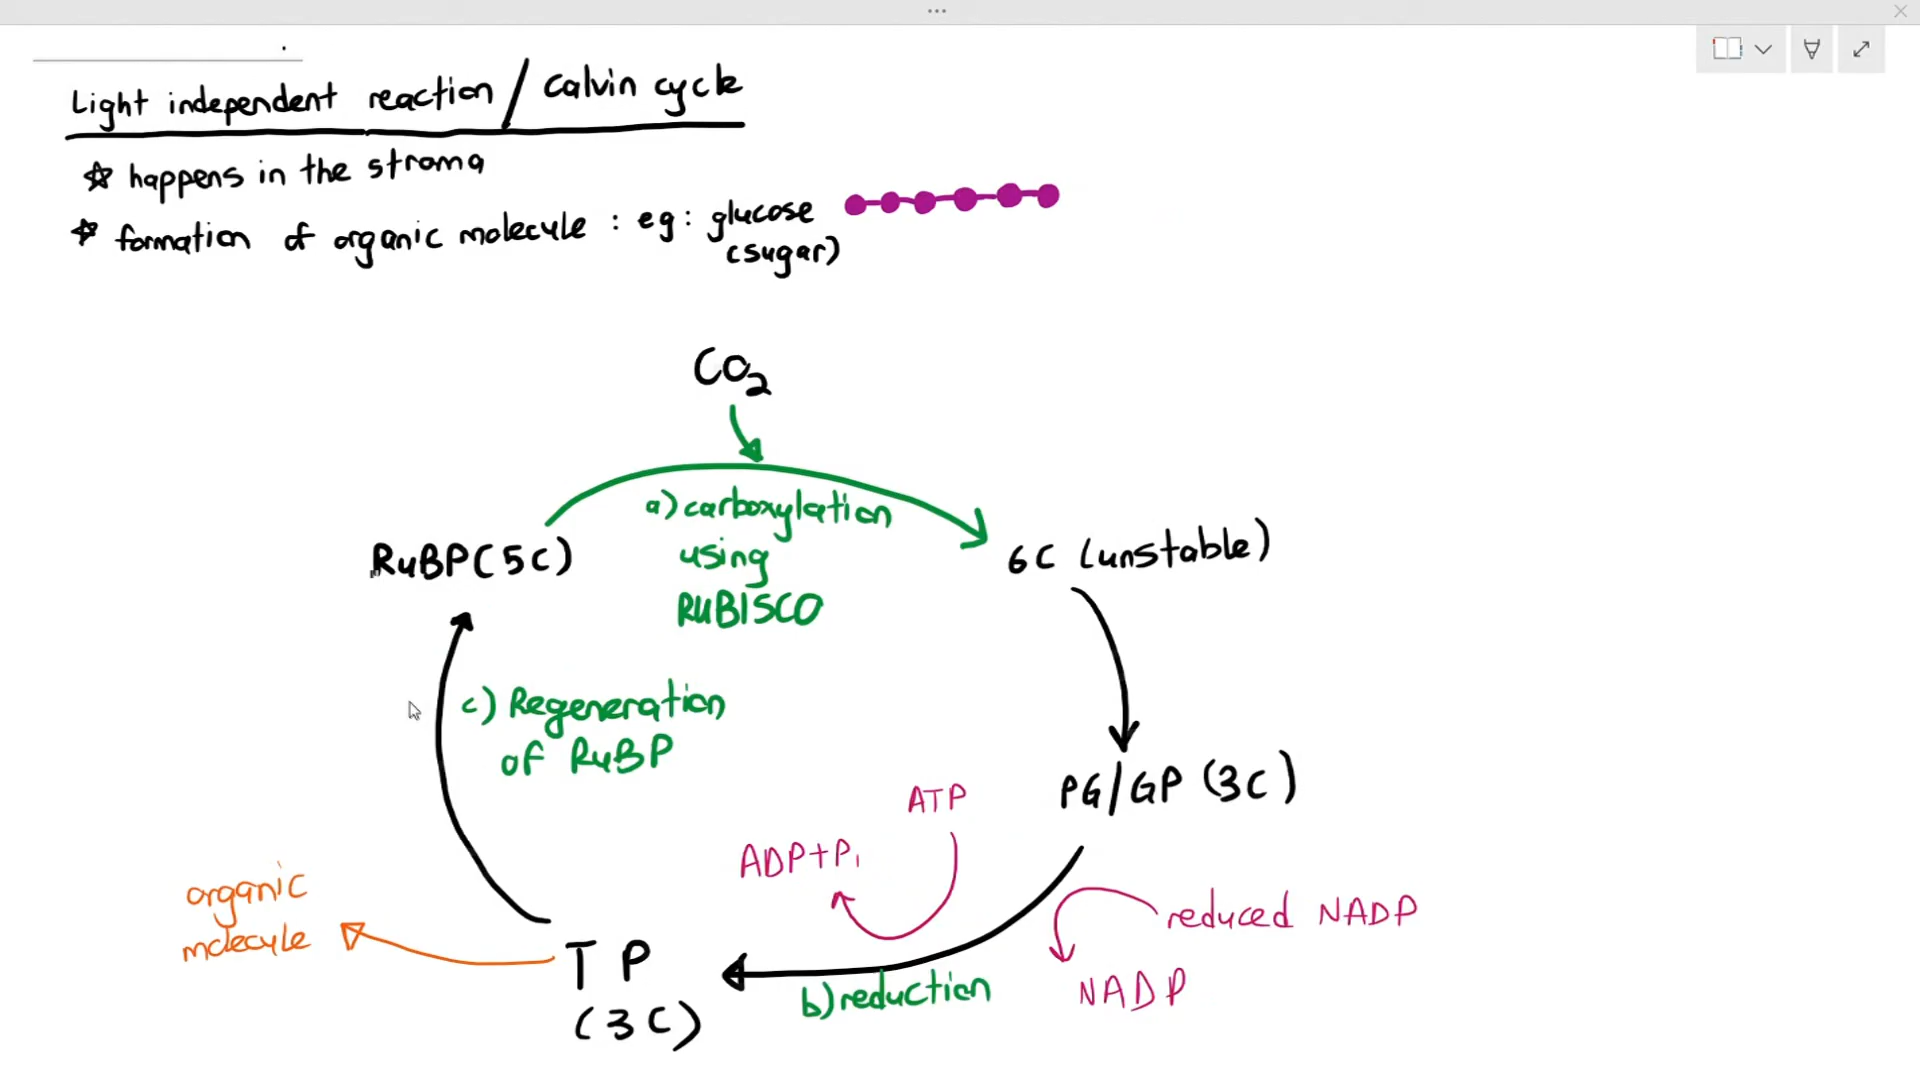 Light independent reaction / Calvin cycle
☆ happens in the stroma
☆ formation of organic molecule : eg: glucose
(sugar)
CO2
a) carboxylation
using
RUBISCO
RuBP (5C)
6C (unstable)
c) Regeneration
of RuBP
PG/GP (3C)
ATP
ADP+Pi
organic
molecule
reduced NADP
NADP
T P
(3C)
b) reduction